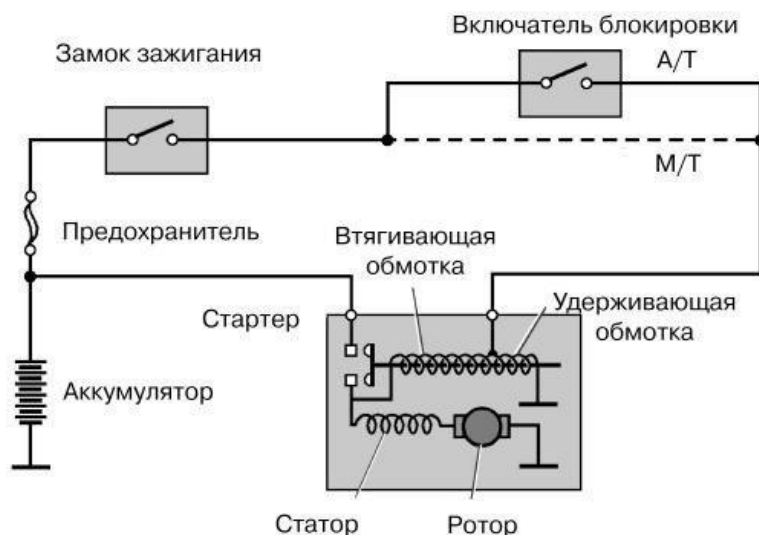 Включатель блокировки
Замок зажигания
A/T
M/T
Предохранитель
Втягивающая
обмотка
Удерживающая
обмотка
Стартер
Аккумулятор
Статор
Ротор